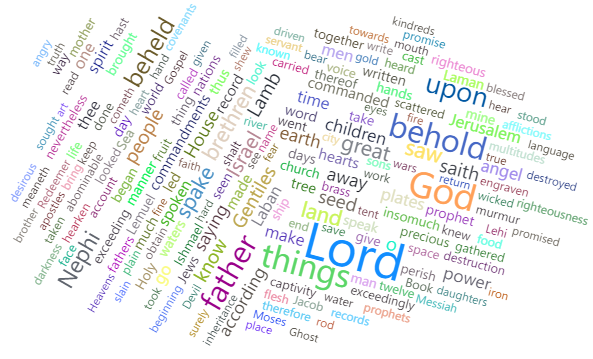 kindreds
angry
truth
way
mother
hast
covenants
driven
towards
mouth
promise
servant
together
write
known
men
gold
heard
cast
righteous
read
one
spirit
brought
beheld
hand
Gospel
given
filled
shew
look
bear
voice
written
hands
Laman
blessed
carried
thereof
upon
hear
stood
sought
art
nevertheless
thee
done
cometh
heart
world
called
nations
thus
record
Lamb
commanded
scattered
eyes
fire
mine
afflictions
multitudes
language
desirous
meaneth
brother
Redeemer
life
keep
day
thing
commandments
House
brethren
time
take
Jerusalem
behold
true
destroyed
apostles
bring
looked
Sea
people
river
word
went
children
great
saw
angel
engraven
righteousness
taken
abominable
began
fruit
shalt
Israel
earth
city
saith
return
wicked
darkness
hearken
account
manner
faith
see
name
fear
days
hearts
sons
wars
face
exceeding
Lemuel
much
fine
led
spake
seen
Gentiles
church
work
away
God
promised
Nephi
fathers
plain
spoken
hard
made
Laban
tree
brass
seed
plates
prophet
murmur
Heavens
Holy
obtain
waters
Ishmael
Jews
saying
know
ship
land
tent
insomuch
knew
Lehi
slain
took
go
end
save
speak
o
precious
gathered
beginning
Devil
father
things
make
Lord
give
space
food
destruction
surely
inheritance
according
captivity
water
man
perish
power
iron
place
flesh
Jacob
exceedingly
twelve
Book
daughters
Messiah
Moses
therefore
records
prophets
Ghost
rod